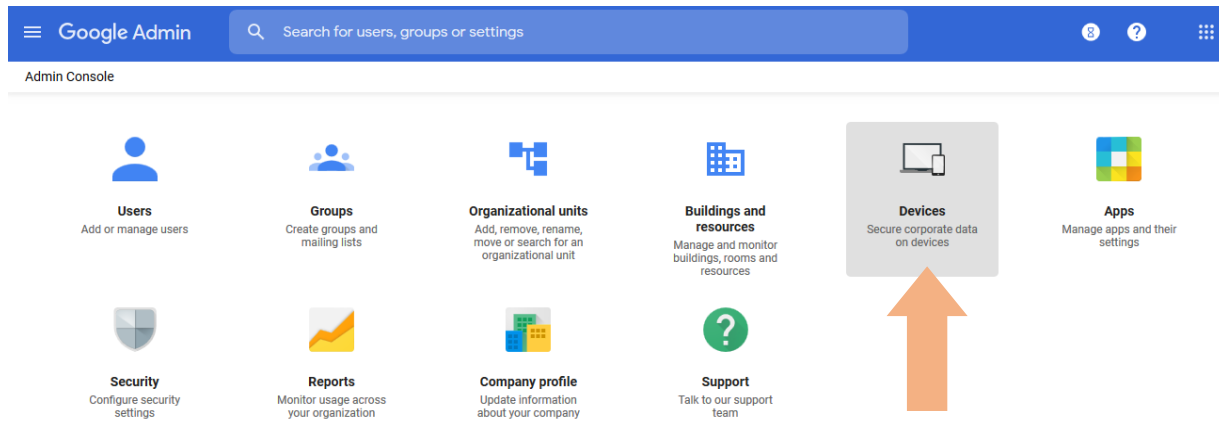 Google Admin
Search for users, groups or settings
8
?
Admin Console
Users
Add or manage users
Groups
Create groups and
mailing lists
Organizational units
Add, remove, rename,
move or search for an
organizational unit
Buildings and
resources
Manage and monitor
buildings, rooms and
resources
Devices
Secure corporate data
on devices
Apps
Manage apps and their
settings
Security
Configure security
settings
Reports
Monitor usage across
your organization
Company profile
Update information
about your company
?
Support
Talk to our support
team